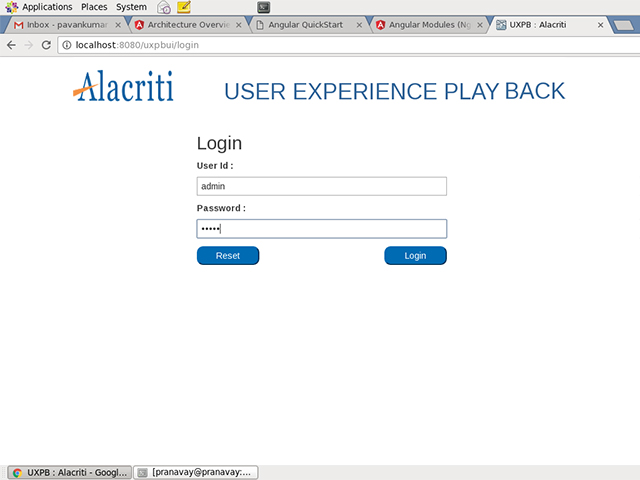 Applications Places System
Inbox - pavankumar
Architecture Overvie
Angular QuickStart
Angular Modules (Ng
UXPB : Alacriti
localhost:8080/uxpbui/login
Alacriti
USER EXPERIENCE PLAY BACK
Login
User Id :
admin
Password :
•••••
Reset Login
UXPB : Alacriti - Googl... [pranavay@pranavay:...